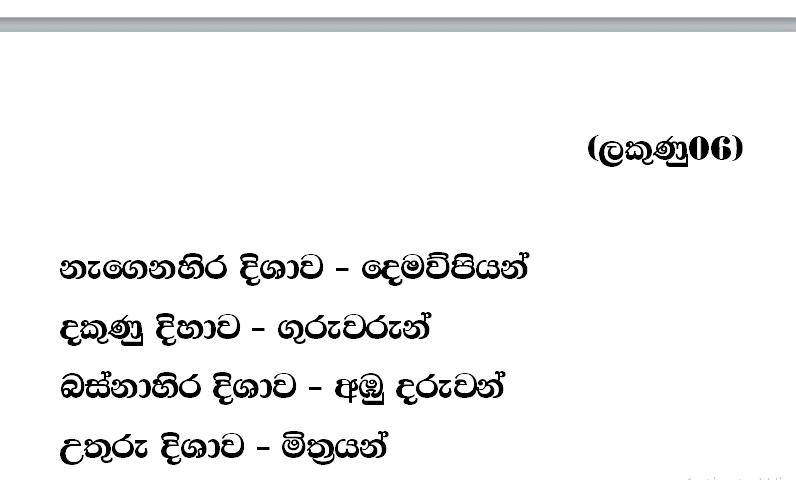 (ලකුණු06)
නැගෙනහිර දිශාව - දෙමව්පියන්
දකුණු දිහාව - ගුරුවරුන්
බස්නාහිර දිශාව - අඹු දරුවන්
උතුරු දිශාව - මිත්‍රයන්